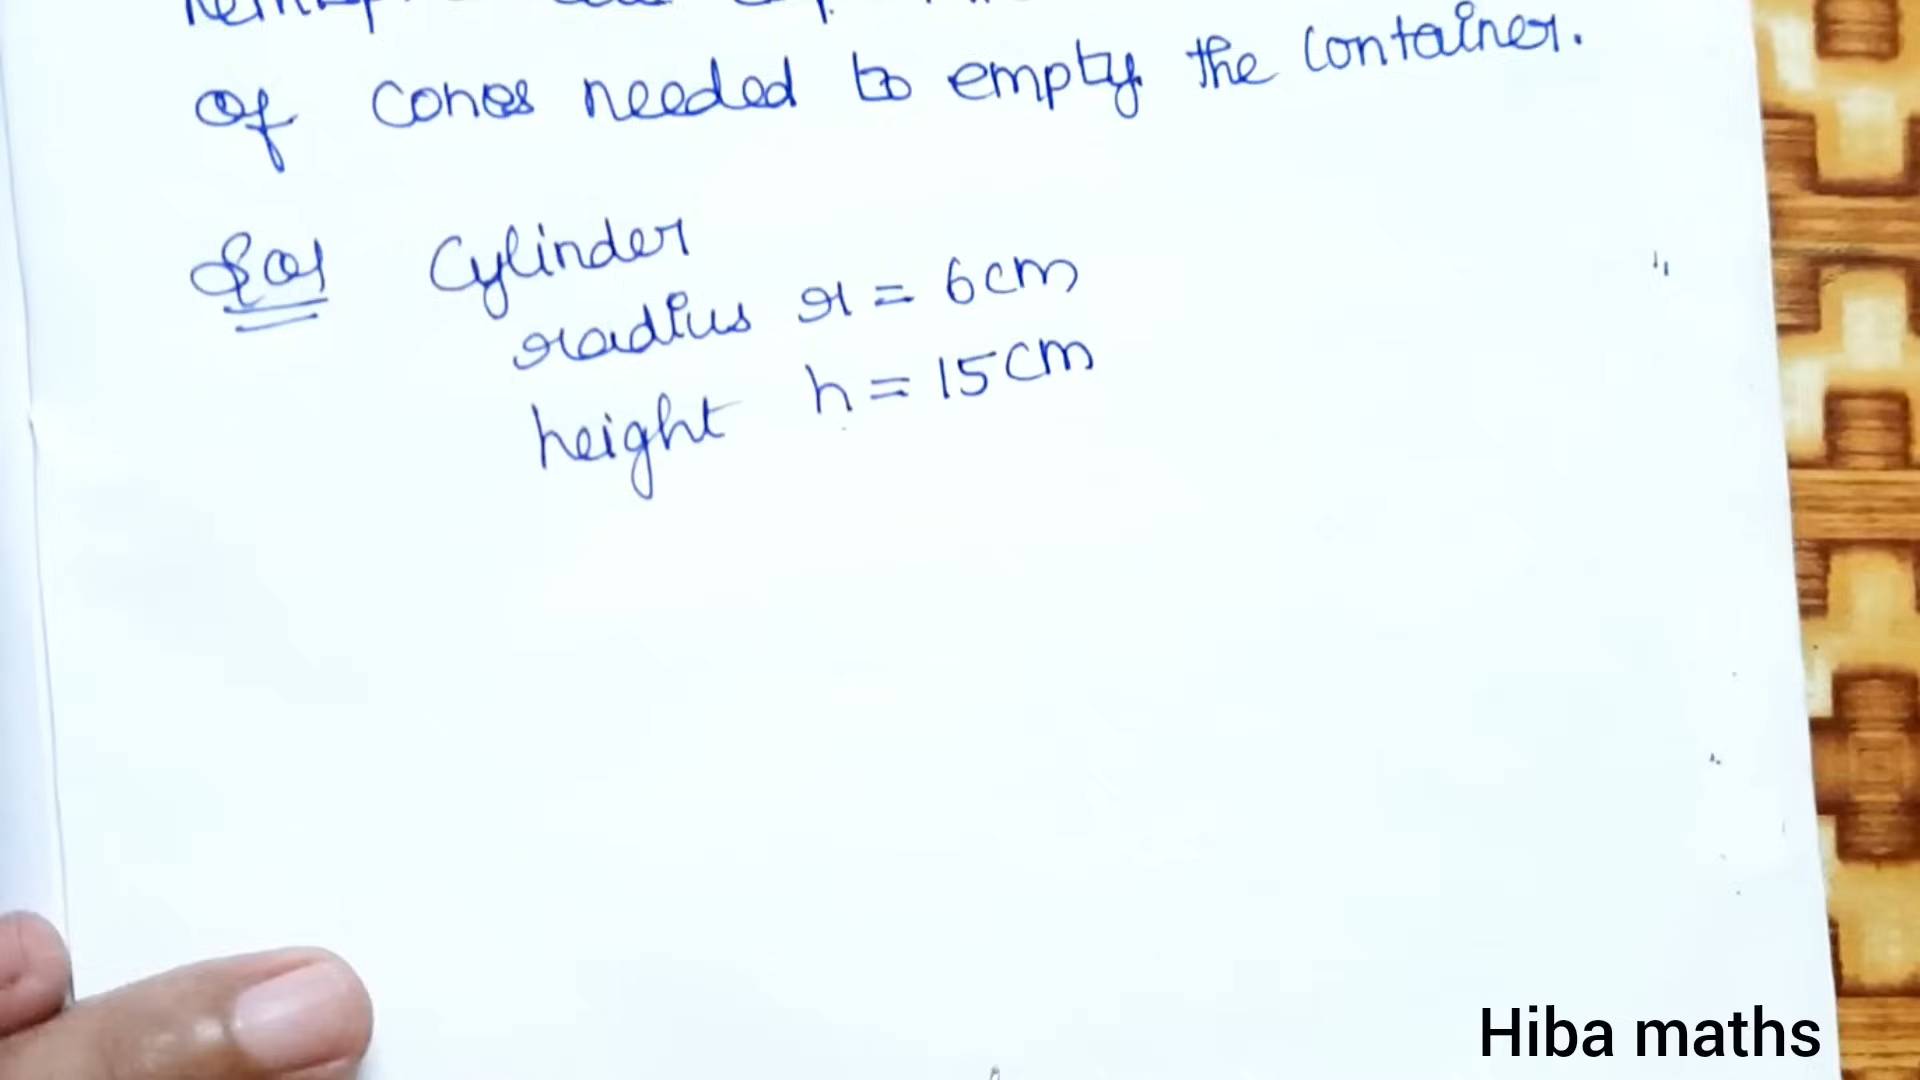 of cones needed to empty the container.
Sol Cylinder
radius r = 6cm
height h = 15cm
Hiba maths